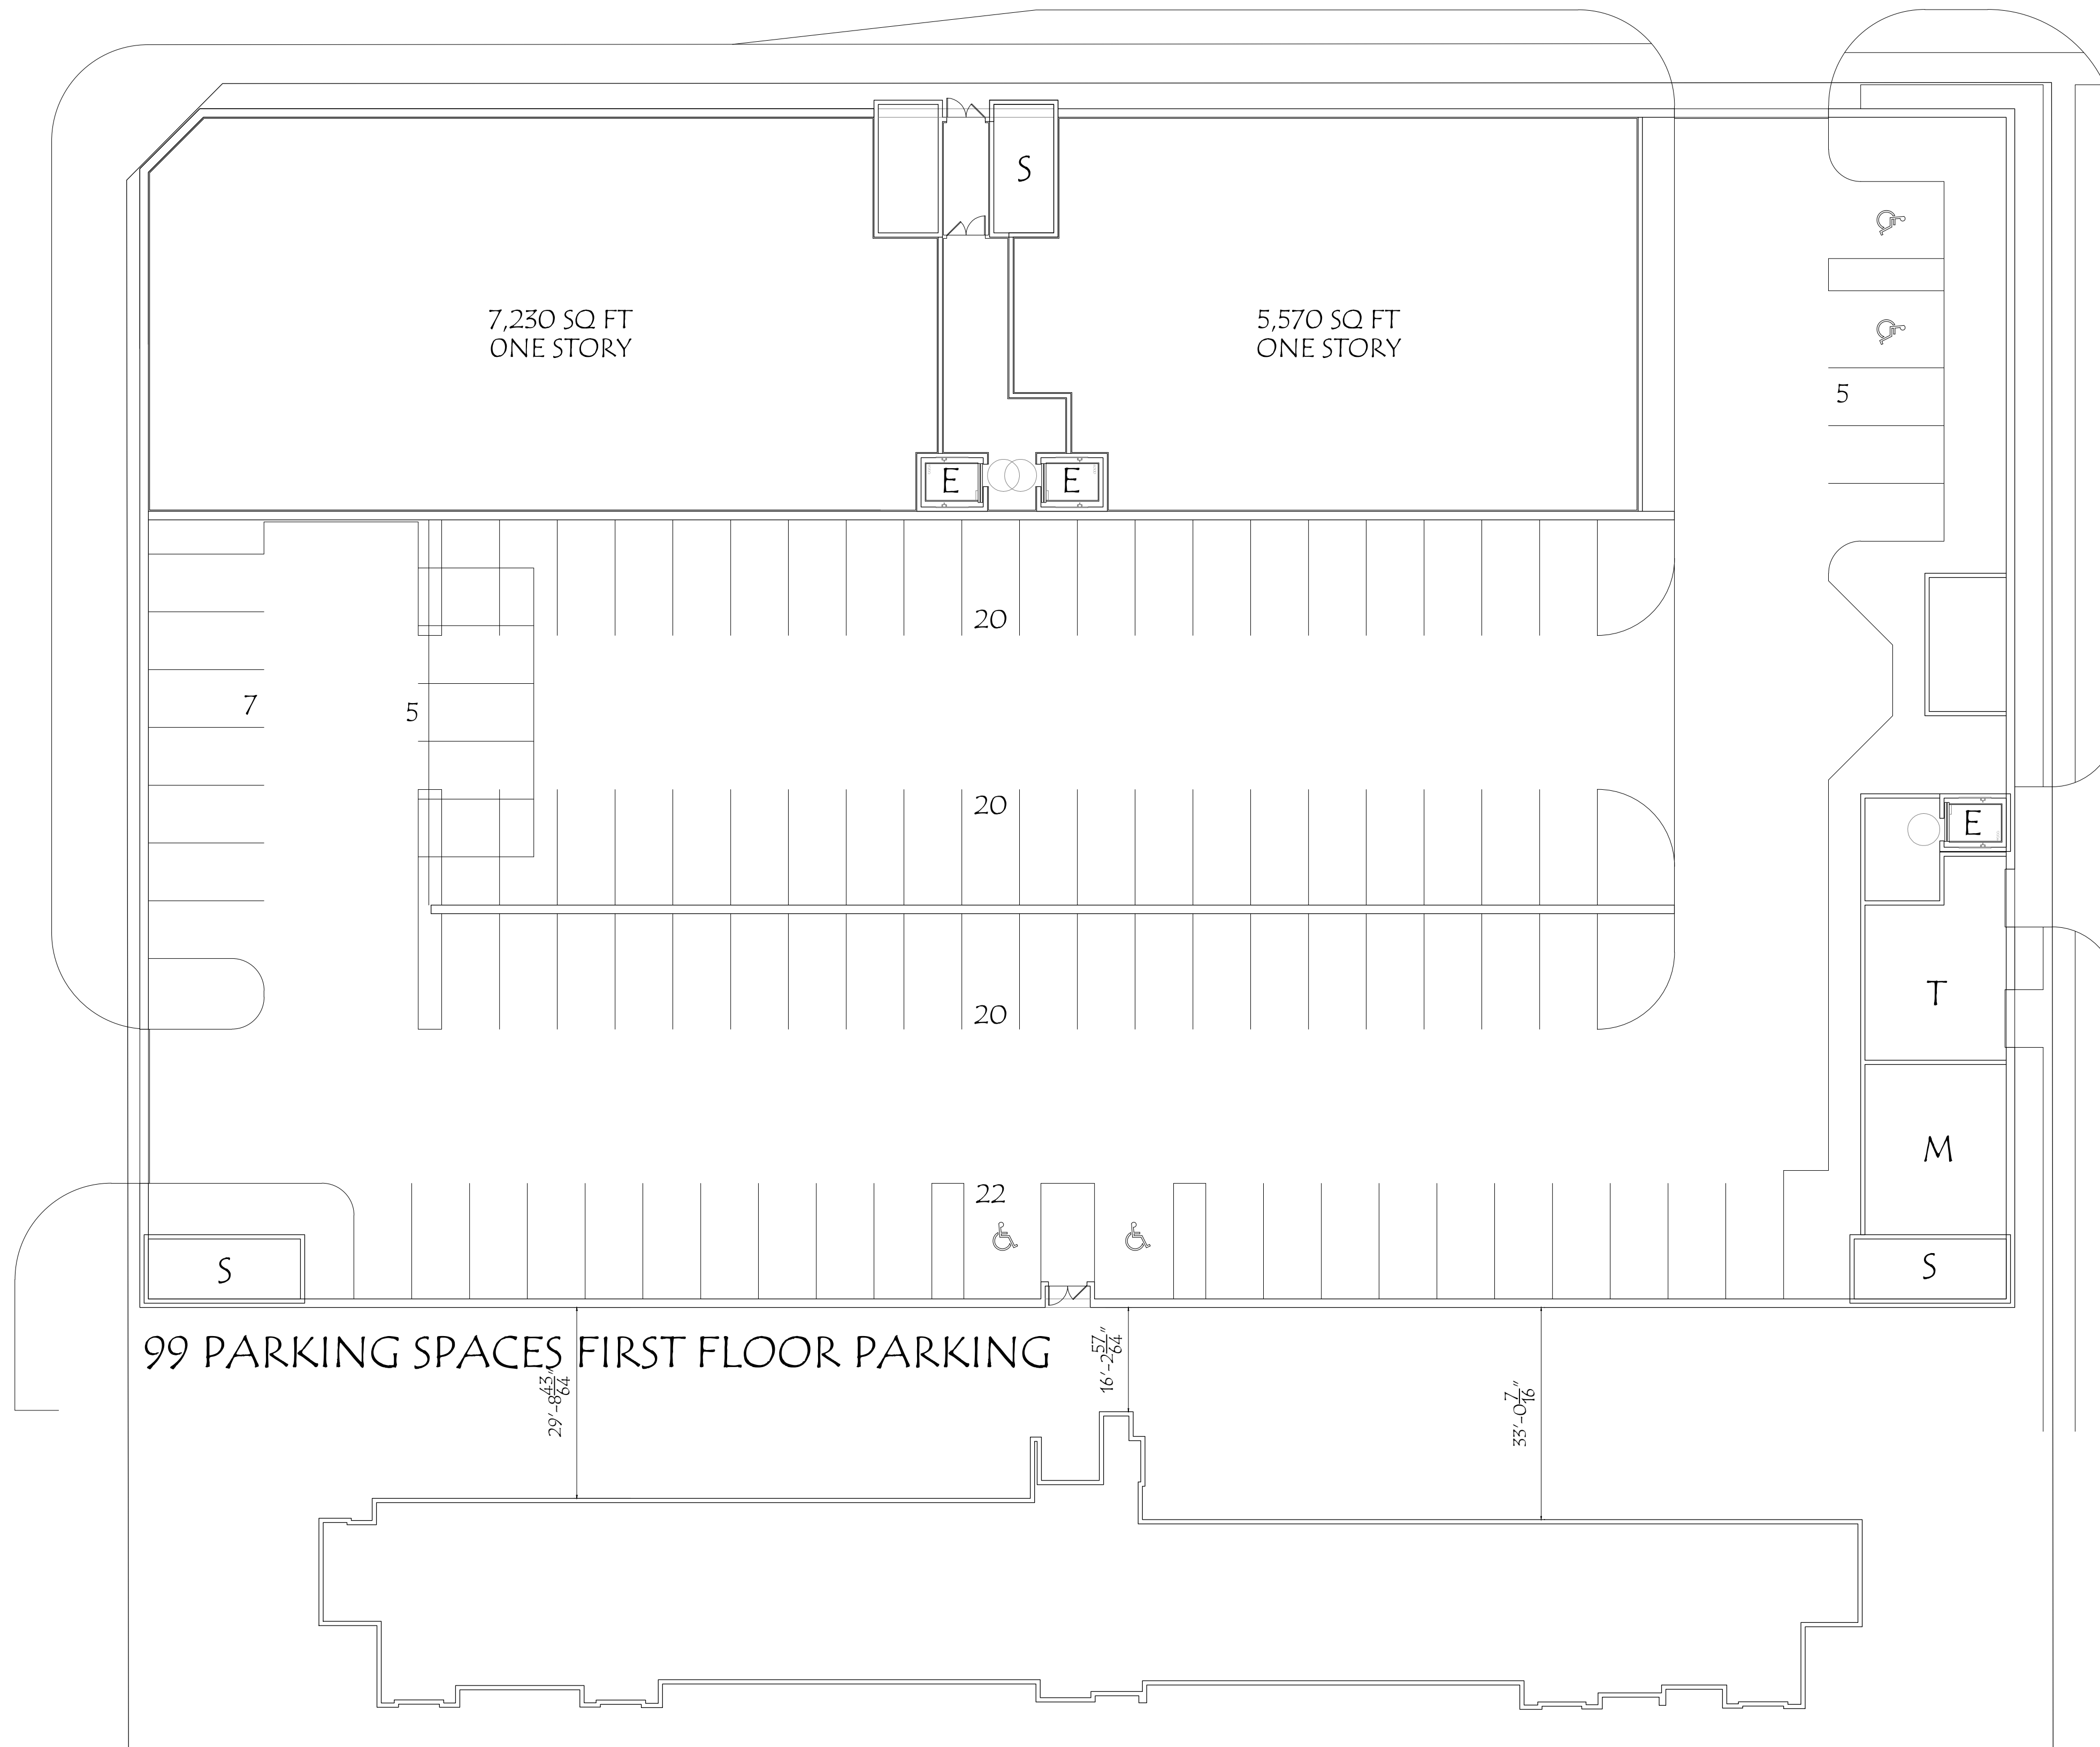 S
7,230 SQ FT
ONE STORY
5,570 SQ FT
ONE STORY
5
E
E
20
7
5
20
E
20
T
M
22
S
S
99 PARKING SPACES FIRST FLOOR PARKING
29'-8 43/64"
16'-2 57/64"
33'-0 7/16"